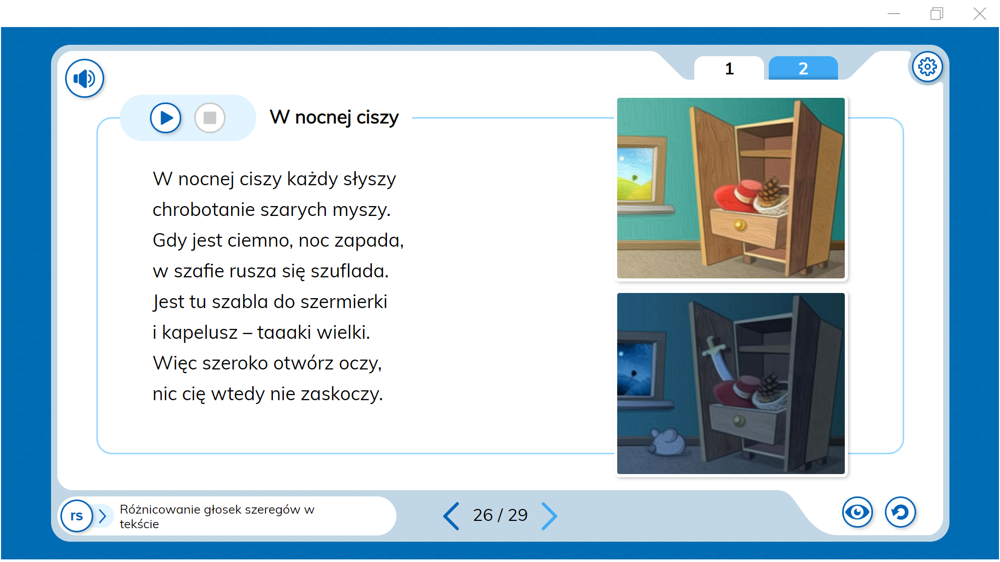 1
2
W nocnej ciszy
W nocnej ciszy każdy słyszy
chrobotanie szarych myszy.
Gdy jest ciemno, noc zapada,
w szafie rusza się szuflada.
Jest tu szabla do szermierki
i kapelusz – taaaki wielki.
Więc szeroko otwórz oczy,
nic cię wtedy nie zaskoczy.
rs
Różnicowanie głosek szeregów w
tekście
26 / 29